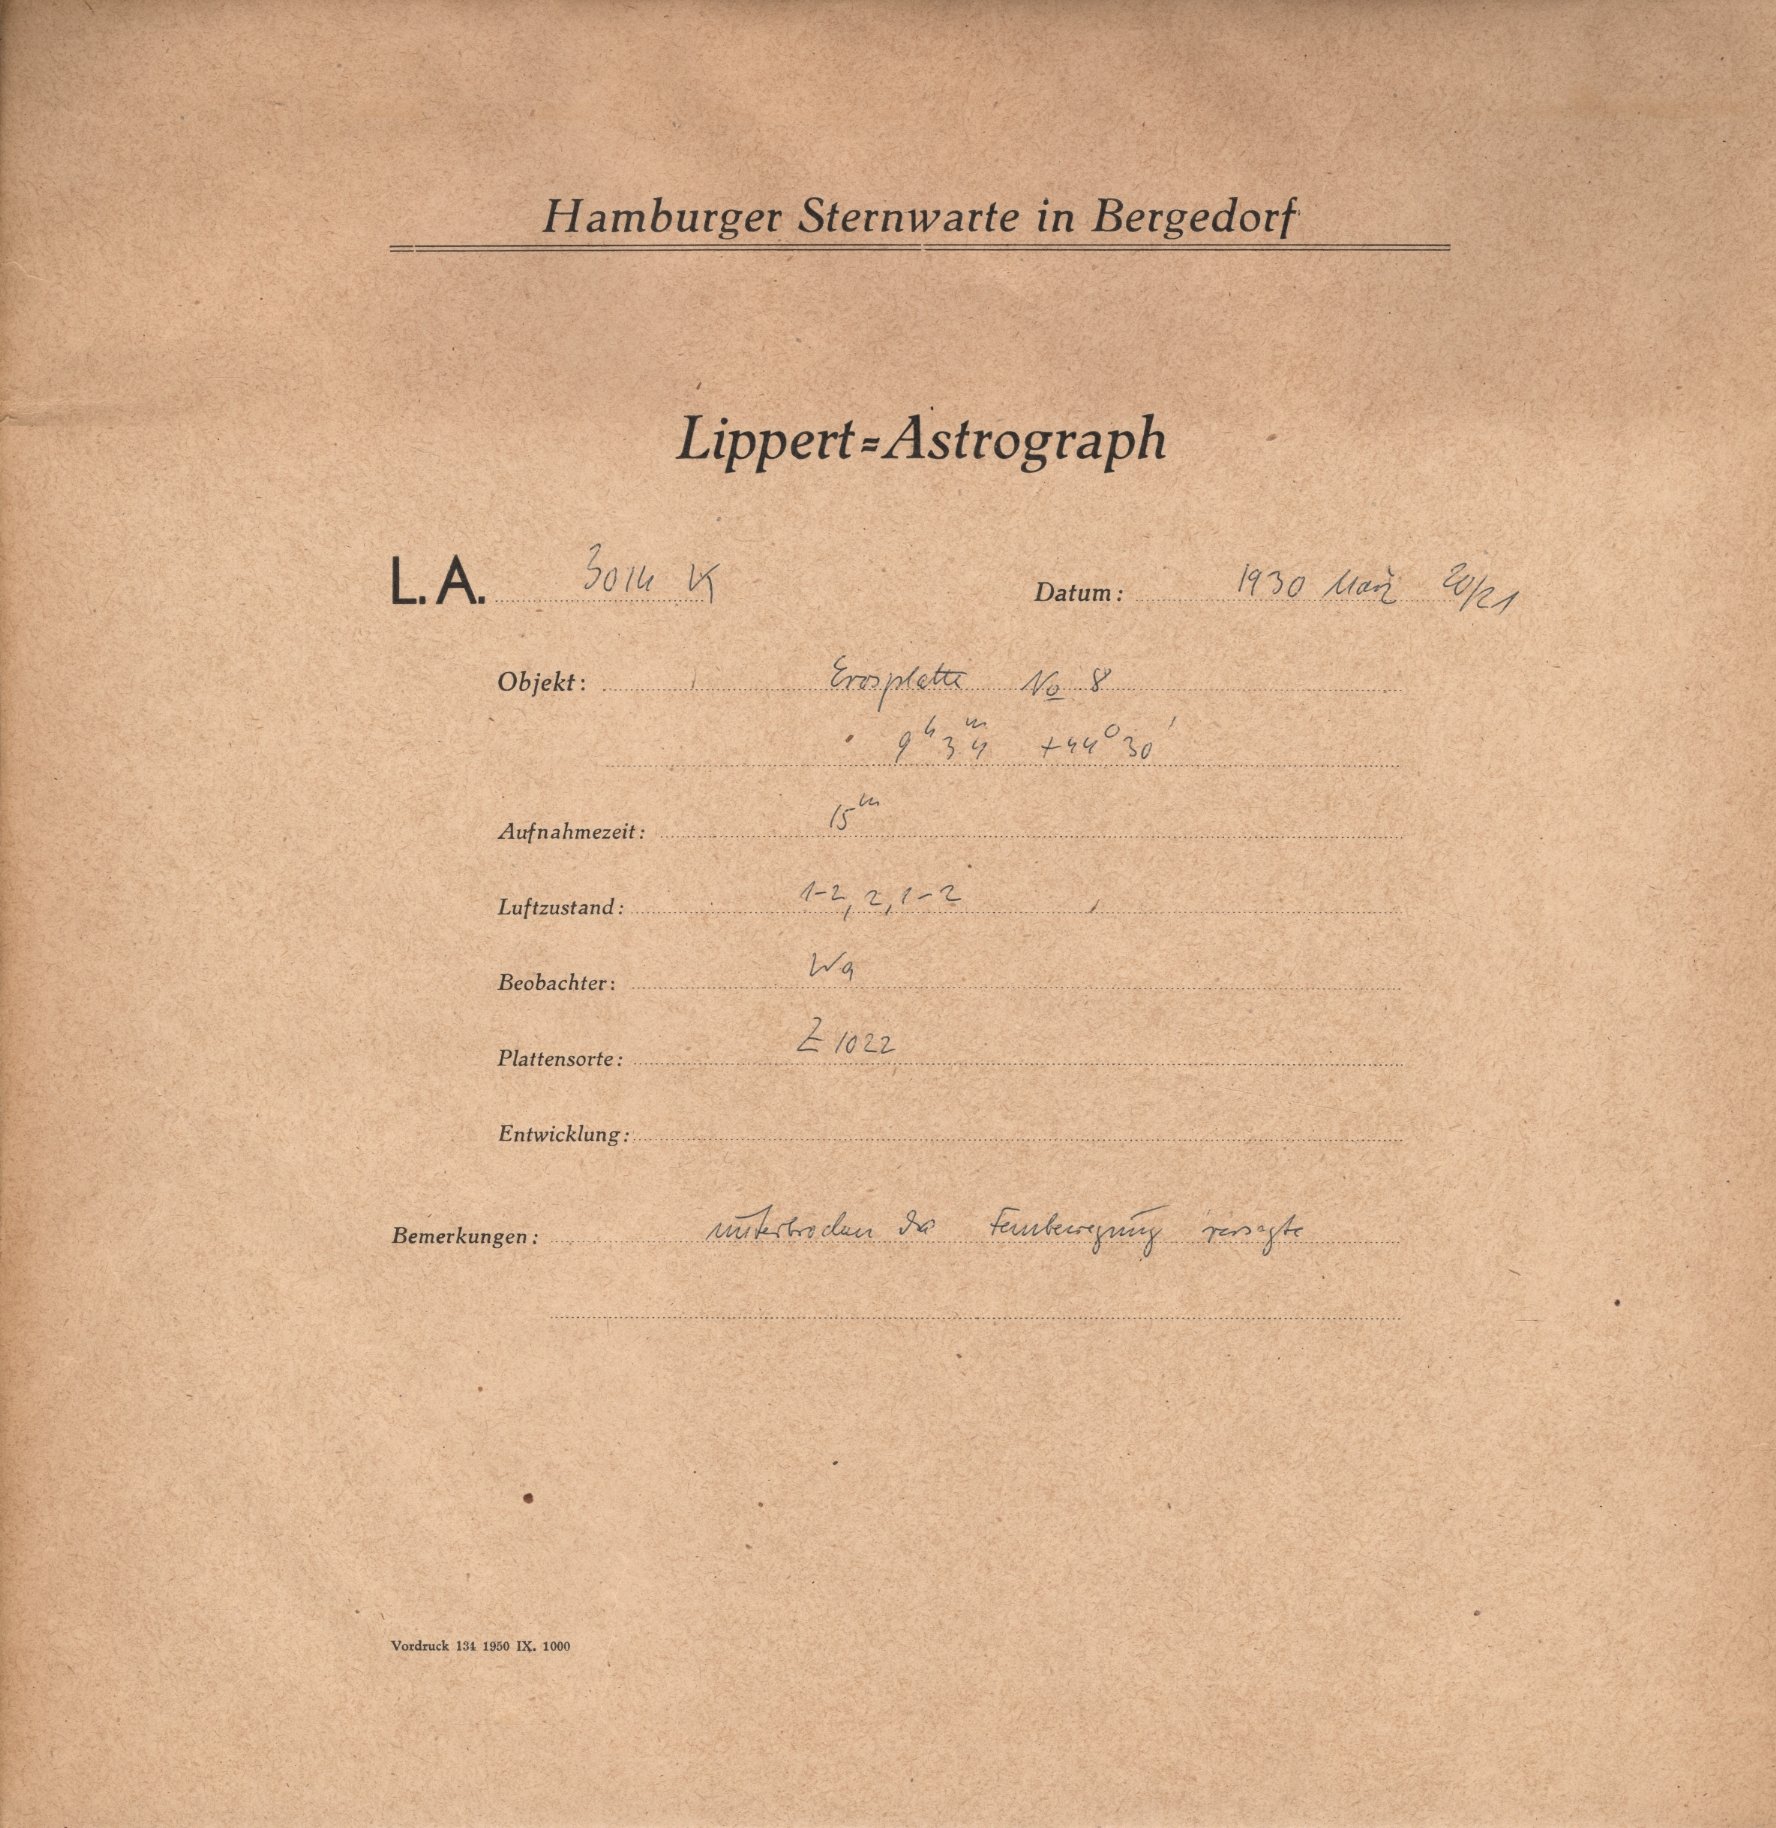 Hamburger Sternwarte in Bergedorf
Lippert=Astrograph
L. A. 3014 K Datum: 1930 März 20/21
Objekt: Erosplatte No 8
9h 34m +44° 30'
Aufnahmezeit: 15m
Luftzustand: 1-2, 2, 1-2
Beobachter: Wa
Plattensorte: Z 1022
Entwicklung:
Bemerkungen: unterbrochen da Feinbewegung versagte
Vordruck 134 1950 IX. 1000